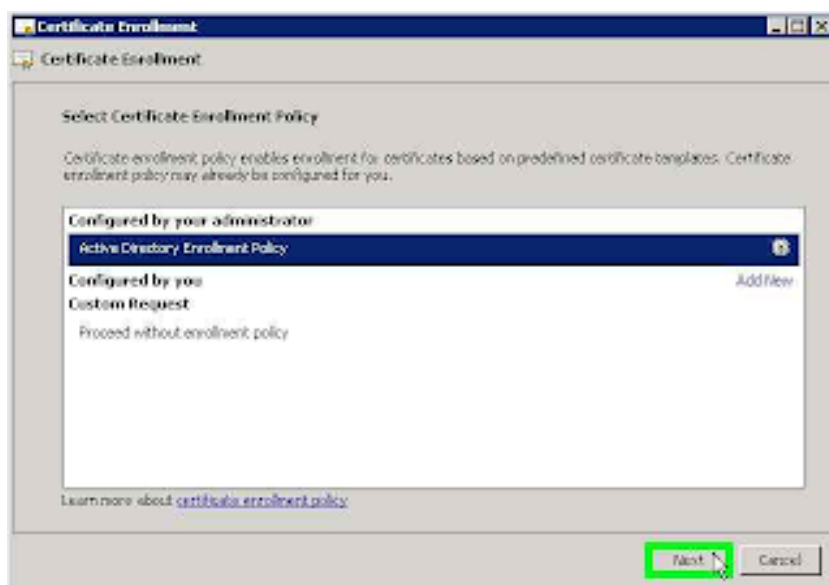 Certificate Enrollment
Certificate Enrollment
Select Certificate Enrollment Policy
Certificate enrollment policy enables enrollment for certificates based on predefined certificate templates. Certificate
enrollment policy may already be configured for you.
Configured by your administrator
Active Directory Enrollment Policy
Configured by you
Add New
Custom Request
Proceed without enrollment policy
Learn more about certificate enrollment policy
Next
Cancel